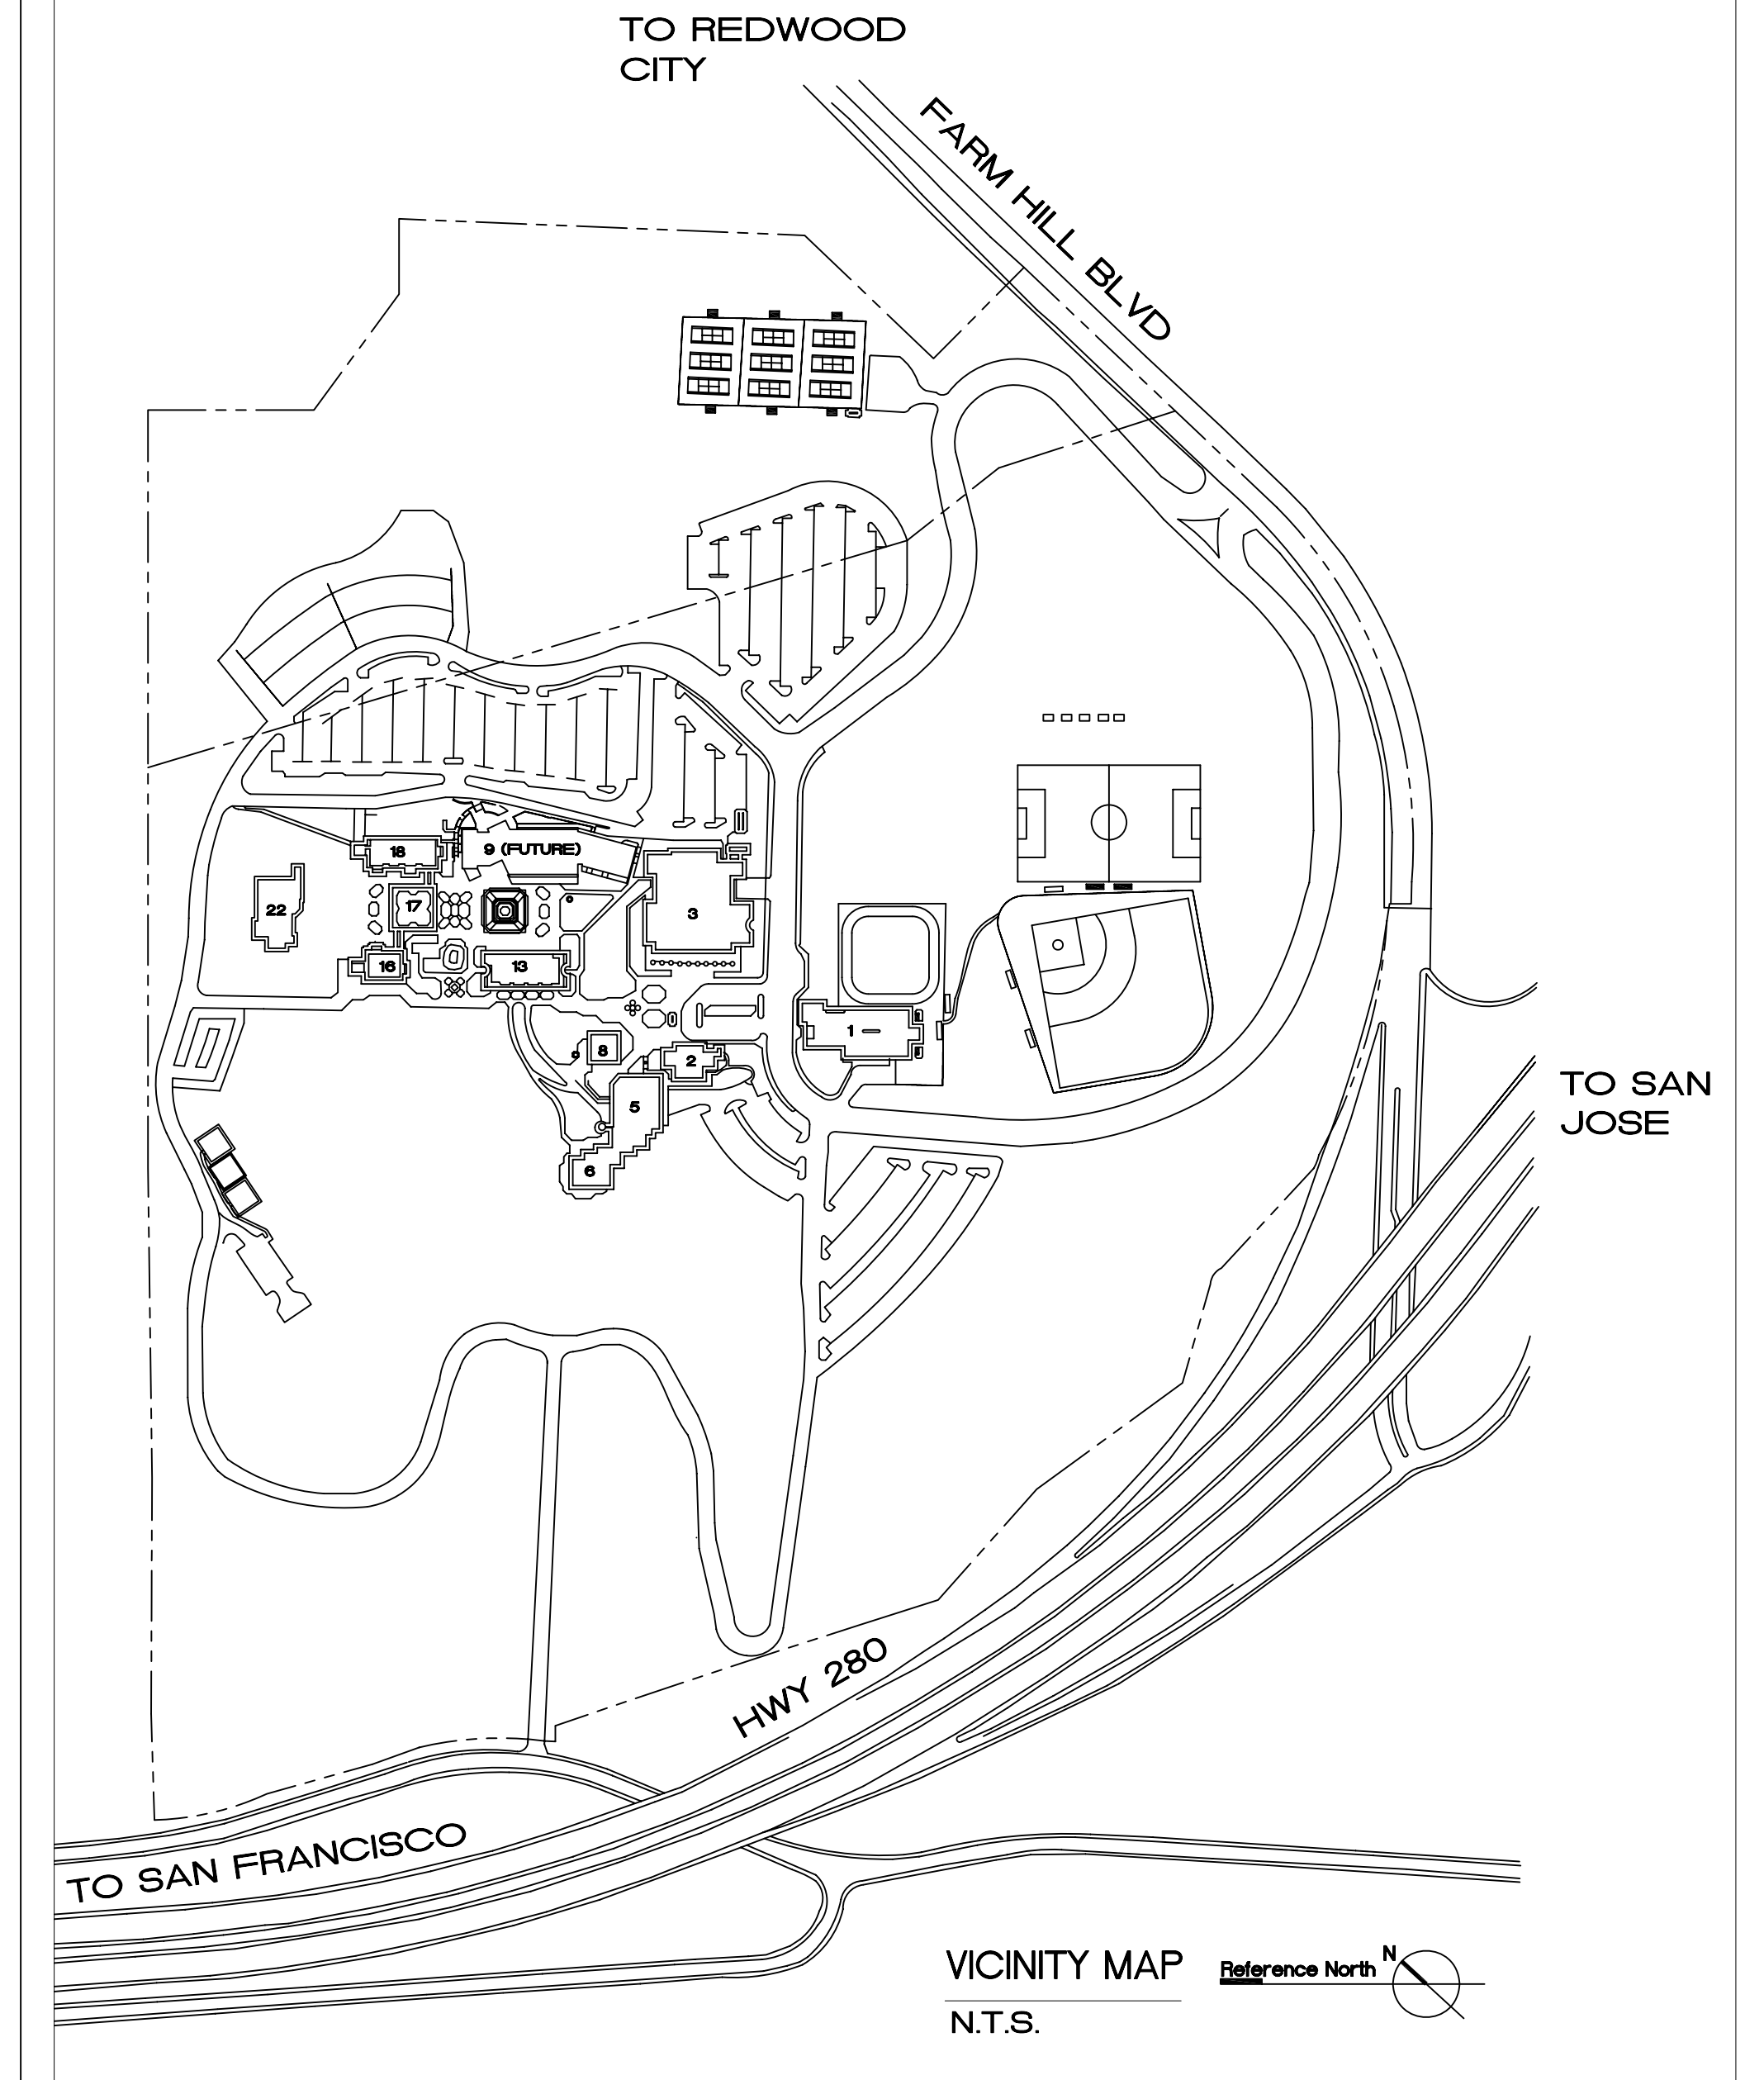 TO REDWOOD
CITY
FARM HILL BLVD
18
9 (FUTURE)
22
17
3
16
13
1
8
2
5
6
TO SAN
JOSE
HWY 280
TO SAN FRANCISCO
VICINITY MAP
N.T.S.
Reference North
N